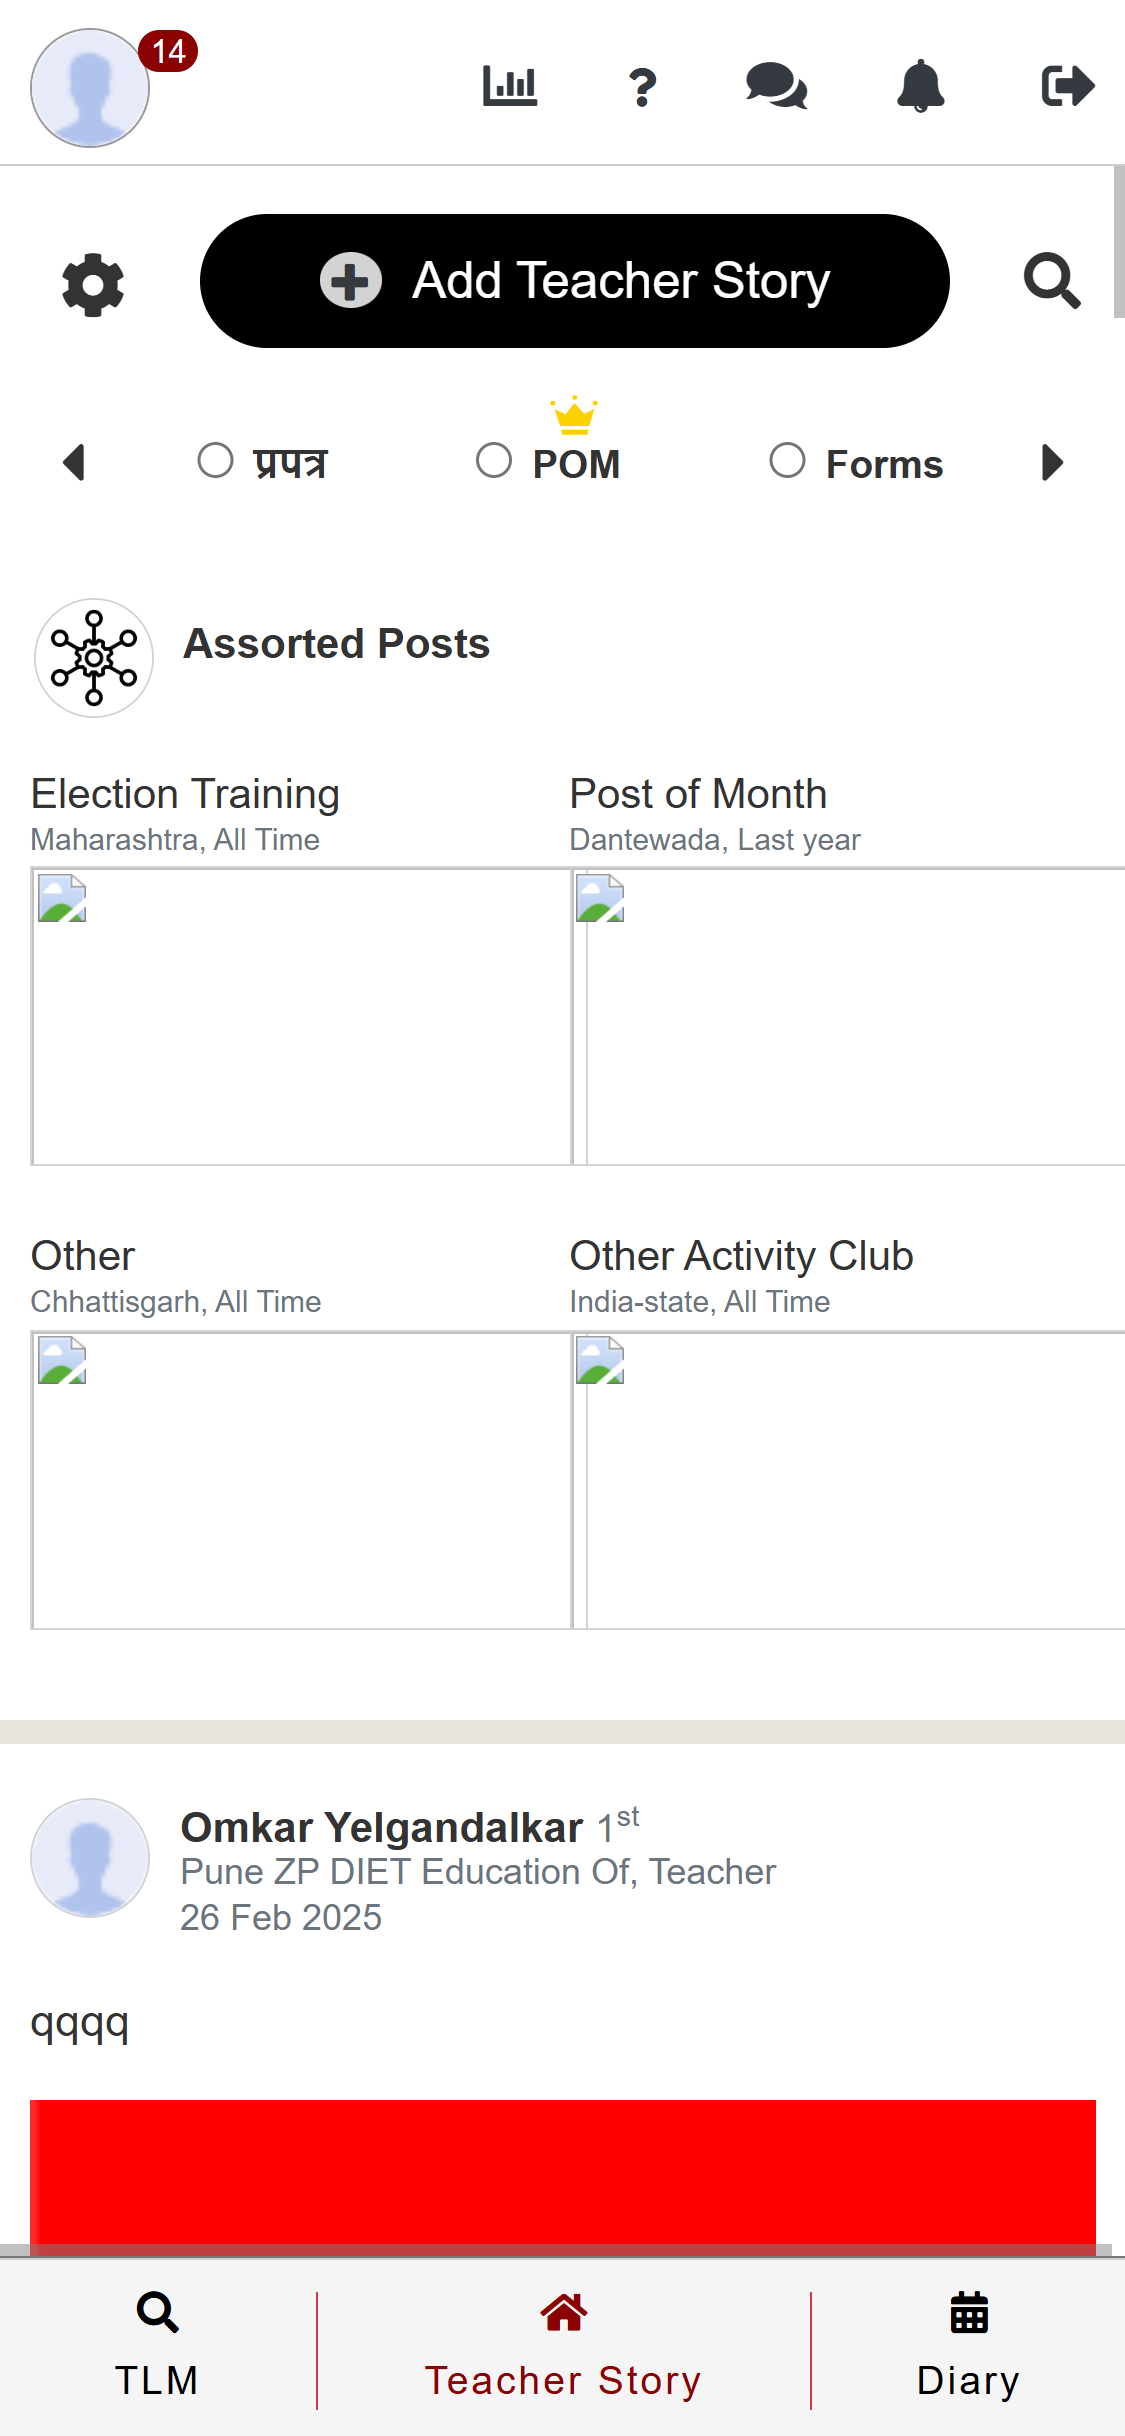 14
Add Teacher Story
प्रपत्र
POM
Forms
Assorted Posts
Election Training
Maharashtra, All Time
Post of Month
Dantewada, Last year
Other
Chhattisgarh, All Time
Other Activity Club
India-state, All Time
Omkar Yelgandalkar 1st
Pune ZP DIET Education Of, Teacher
26 Feb 2025
qqqq
TLM
Teacher Story
Diary